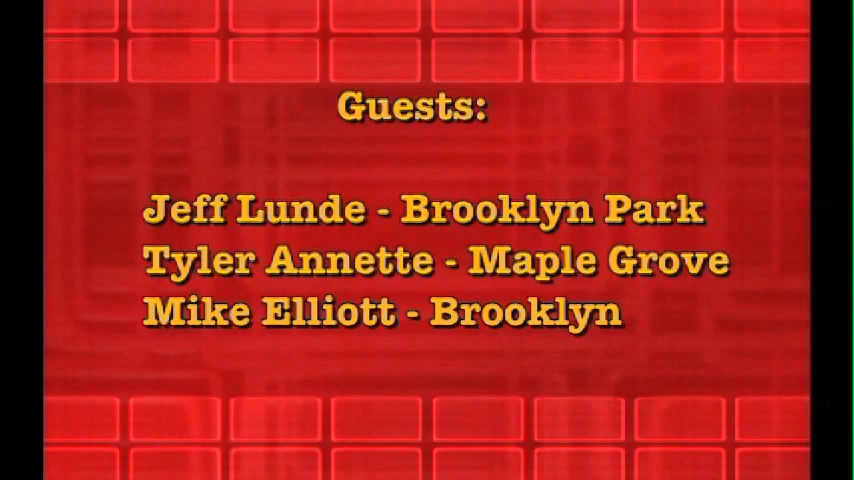 Guests:
Jeff Lunde - Brooklyn Park
Tyler Annette - Maple Grove
Mike Elliott - Brooklyn